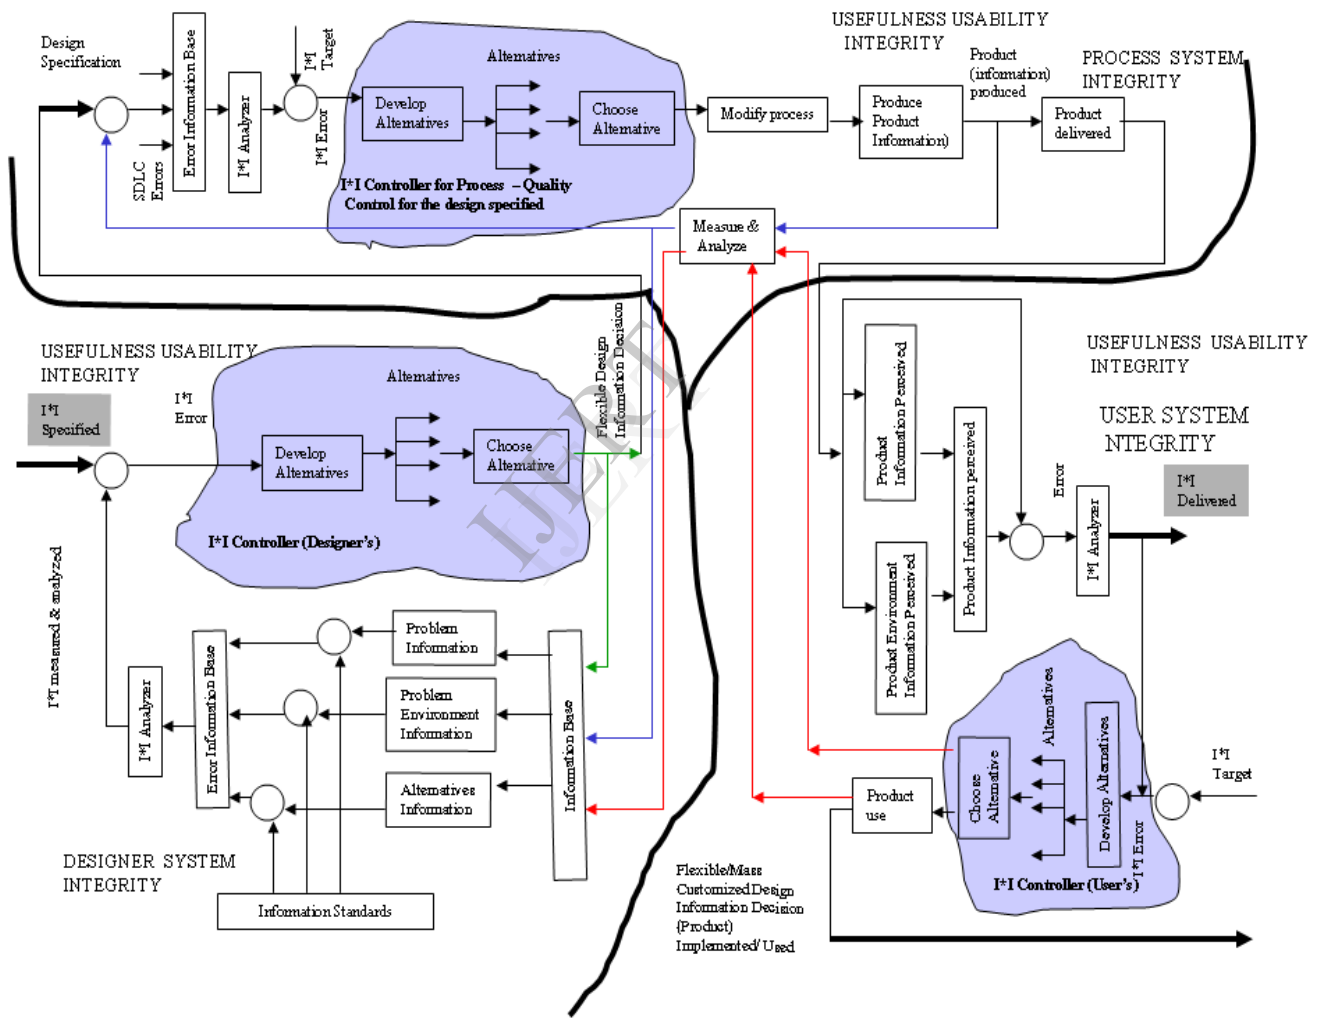 Design
Specification
SDLC
Errors
Error Information Base
I*I Analyzer
I*I
Target
I*I Error
Alternatives
Develop
Alternatives
Choose
Alternative
I*I Controller for Process – Quality
Control for the design specified
Modify process
USEFULNESS USABILITY
INTEGRITY
Produce
Product
Information)
Product
(information)
produced
PROCESS SYSTEM
INTEGRITY
Product
delivered
Measure &
Analyze
USEFULNESS USABILITY
INTEGRITY
I*I
Specified
I*I
Error
Alternatives
Develop
Alternatives
Choose
Alternative
I*I Controller (Designer's)
Flexible Design
Information Decision
IJERT
I*I measured & analyzed
I*I Analyzer
Error Information Base
Problem
Information
Problem
Environment
Information
Alternatives
Information
Information Base
DESIGNER SYSTEM
INTEGRITY
Information Standards
USEFULNESS USABILITY
INTEGRITY
USER SYSTEM
NTEGRITY
Product
Information Perceived
Product Environment
Information Perceived
Product Information perceived
Error
I*I Analyzer
I*I
Delivered
I*I
Target
I*I Error
Develop Alternatives
Alternatives
Choose
Alternative
I*I Controller (User's)
Product
use
Flexible/Mass
Customized Design
Information Decision
(Product)
Implemented/ Used